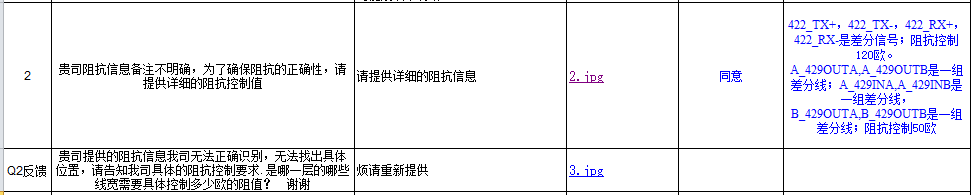 2
贵司阻抗信息备注不明确，为了确保阻抗的正确性，请
提供详细的阻抗控制值
请提供详细的阻抗信息
2.jpg
同意
422_TX+，422_TX-，422_RX+，
422_RX-是差分信号；阻抗控制
120欧。
A_429OUTA,A_429OUTB是一组
差分线；A_429INA,A_429INB是
一组差分线，
B_429OUTA,B_429OUTB是一组
差分线；阻抗控制50欧
Q2反馈
贵司提供的阻抗信息我司无法正确识别，无法找出具体
位置，请告知我司具体的阻抗控制要求.是哪一层的哪些
线宽需要具体控制多少欧的阻值？ 谢谢
烦请重新提供
3.jpg